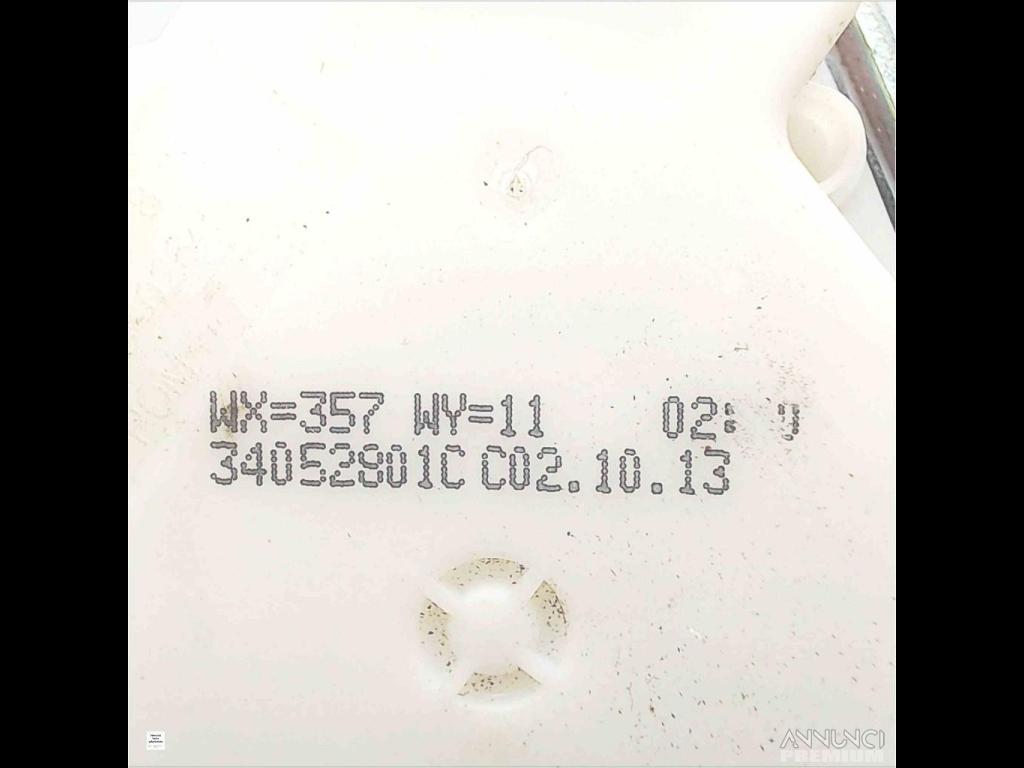 WX=357 WY=11 02:
34052801C C02.10.13
ANNUNCI
PREMIUM